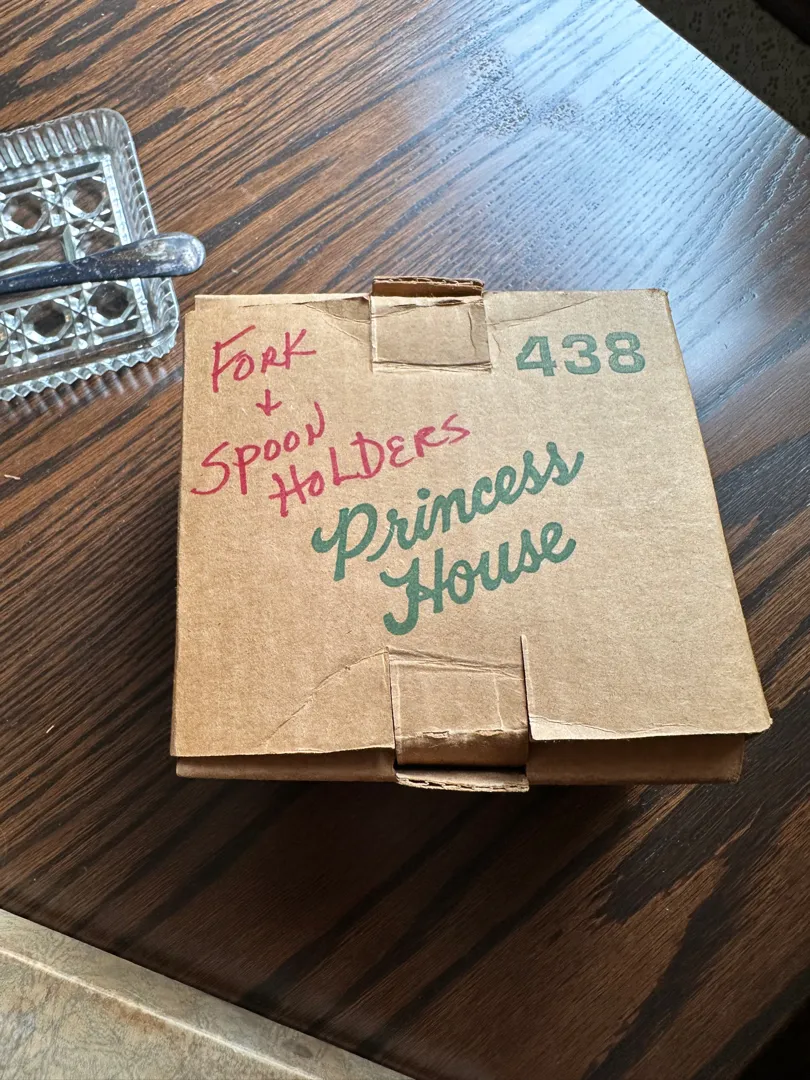 FORK
+
SPOON
HOLDERS
438
Princess
House